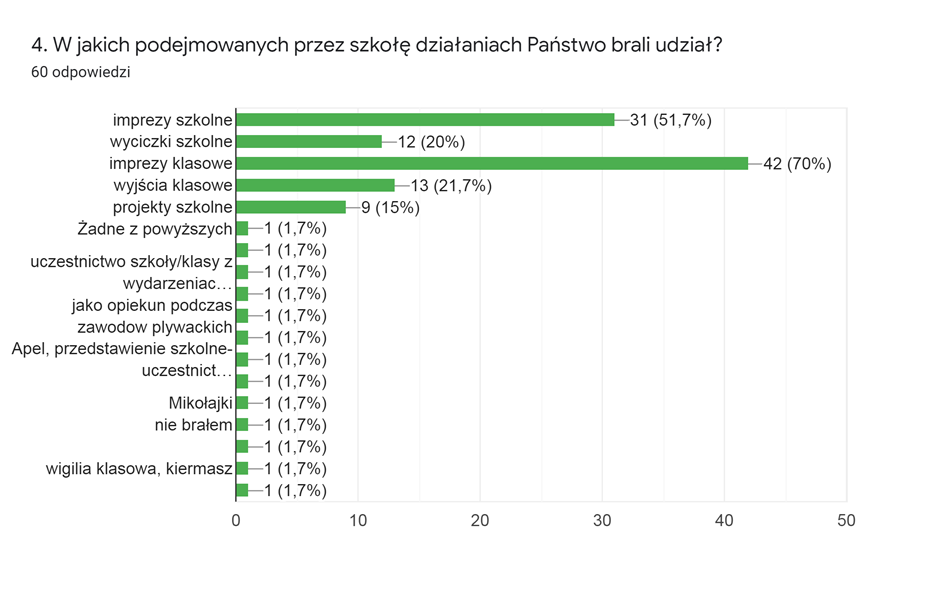 4. W jakich podejmowanych przez szkołę działaniach Państwo brali udział?
60 odpowiedzi
imprezy szkolne 31 (51,7%)
wyciczki szkolne 12 (20%)
imprezy klasowe 42 (70%)
wyjścia klasowe 13 (21,7%)
projekty szkolne 9 (15%)
Żadne z powyższych 1 (1,7%)
1 (1,7%)
uczestnictwo szkoły/klasy z
1 (1,7%)
wydarzeniac…
1 (1,7%)
jako opiekun podczas
1 (1,7%)
zawodow plywackich
1 (1,7%)
Apel, przedstawienie szkolne-
1 (1,7%)
uczestnict…
1 (1,7%)
Mikołajki 1 (1,7%)
nie brałem 1 (1,7%)
1 (1,7%)
wigilia klasowa, kiermasz 1 (1,7%)
1 (1,7%)
0 10 20 30 40 50